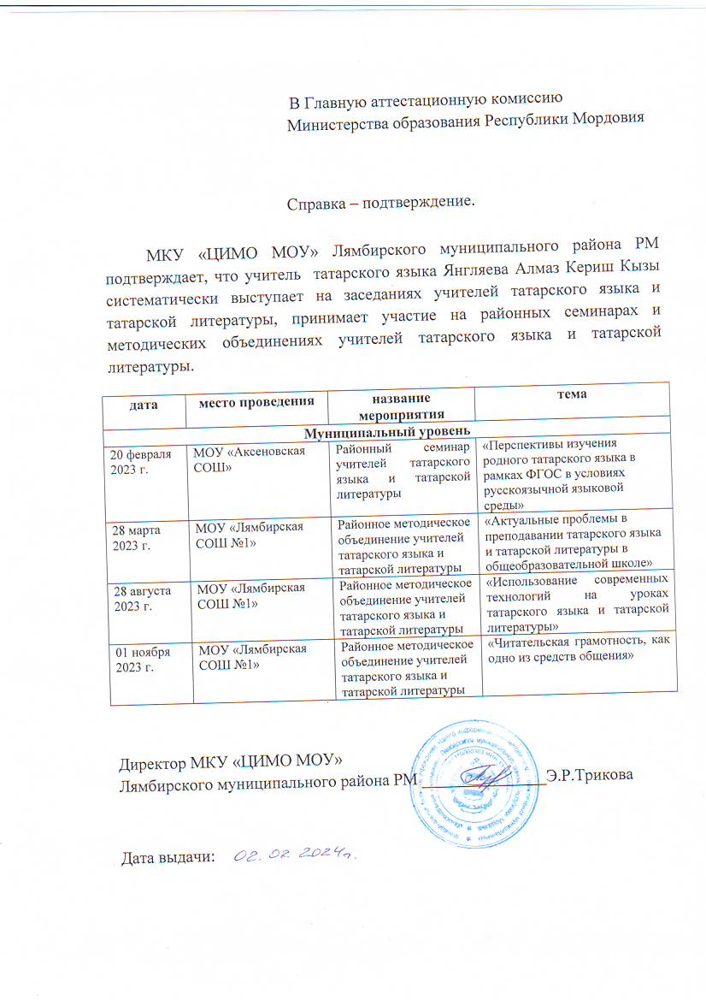 В Главную аттестационную комиссию
Министерства образования Республики Мордовия
Справка – подтверждение.
МКУ «ЦИМО МОУ» Лямбирского муниципального района РМ
подтверждает, что учитель татарского языка Янгляева Алмаз Кериш Кызы
систематически выступает на заседаниях учителей татарского языка и
татарской литературы, принимает участие на районных семинарах и
методических объединениях учителей татарского языка и татарской
литературы.
дата
место проведения
название
мероприятия
тема
Муниципальный уровень
20 февраля
2023 г.
МОУ «Аксеновская
СОШ»
Районный семинар
учителей татарского
языка и татарской
литературы
«Перспективы изучения
родного татарского языка в
рамках ФГОС в условиях
русскоязычной языковой
среды»
28 марта
2023 г.
МОУ «Лямбирская
СОШ №1»
Районное методическое
объединение учителей
татарского языка и
татарской литературы
«Актуальные проблемы в
преподавании татарского языка
и татарской литературы в
общеобразовательной школе»
28 августа
2023 г.
МОУ «Лямбирская
СОШ №1»
Районное методическое
объединение учителей
татарского языка и
татарской литературы
«Использование современных
технологий на уроках
татарского языка и татарской
литературы»
01 ноября
2023 г.
МОУ «Лямбирская
СОШ №1»
Районное методическое
объединение учителей
татарского языка и
татарской литературы
«Читательская грамотность, как
одно из средств общения»
Директор МКУ «ЦИМО МОУ»
Лямбирского муниципального района РМ Э.Р.Трикова
Дата выдачи: 02.02.2024г.